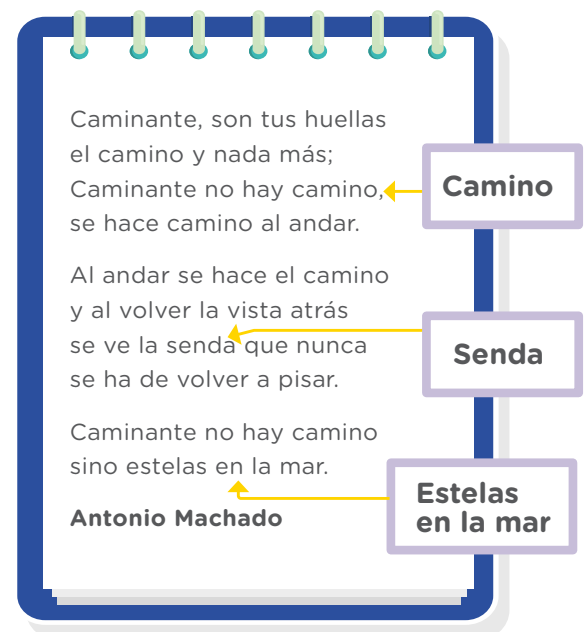 Caminante, son tus huellas
el camino y nada más;
Caminante no hay camino,
se hace camino al andar.
Al andar se hace el camino
y al volver la vista atrás
se ve la senda que nunca
se ha de volver a pisar.
Caminante no hay camino
sino estelas en la mar.
Antonio Machado
Camino
Senda
Estelas
en la mar